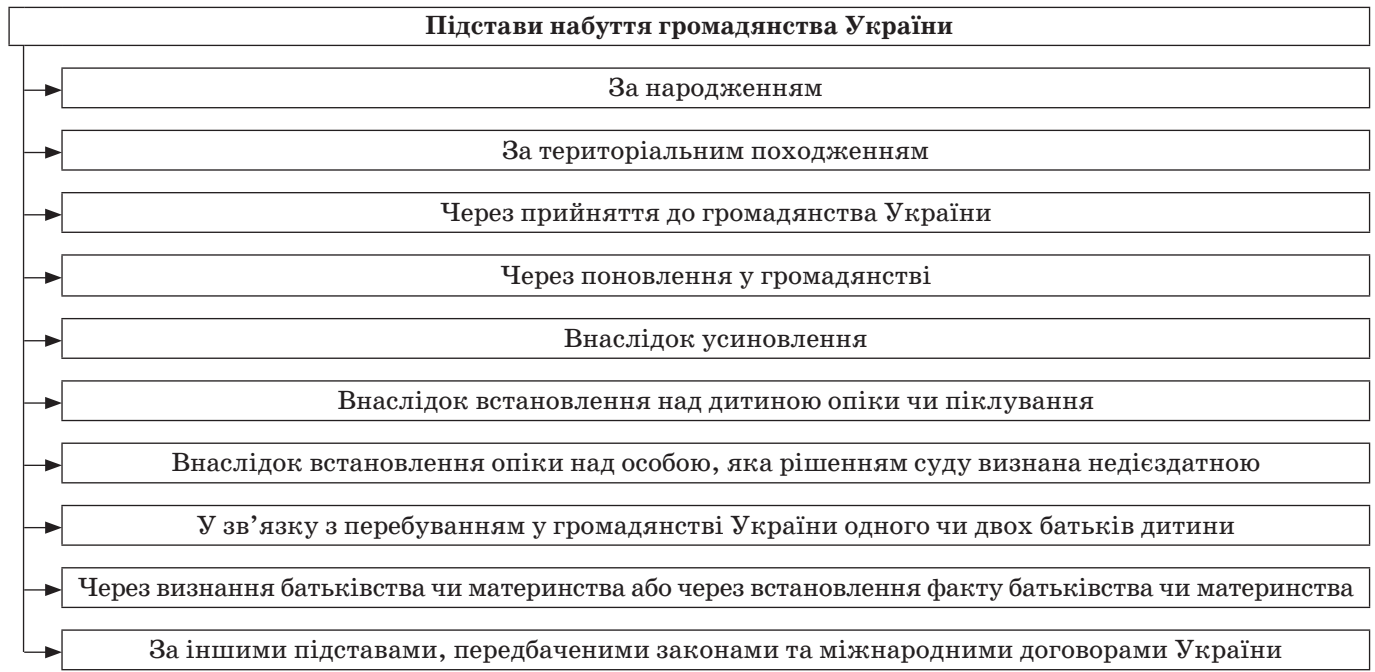 Підстави набуття громадянства України
За народженням
За територіальним походженням
Через прийняття до громадянства України
Через поновлення у громадянстві
Внаслідок усиновлення
Внаслідок встановлення над дитиною опіки чи піклування
Внаслідок встановлення опіки над особою, яка рішенням суду визнана недієздатною
У зв’язку з перебуванням у громадянстві України одного чи двох батьків дитини
Через визнання батьківства чи материнства або через встановлення факту батьківства чи материнства
За іншими підставами, передбаченими законами та міжнародними договорами України